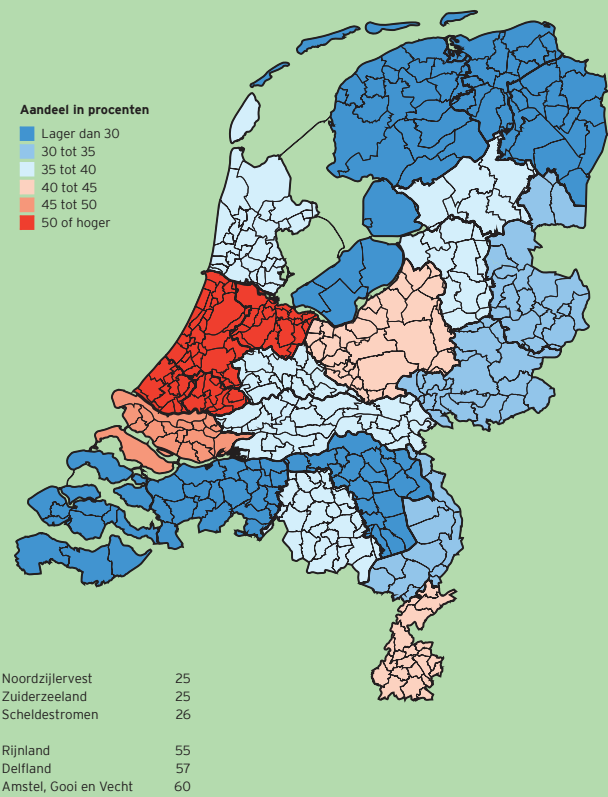 Aandeel in procenten
Lager dan 30
30 tot 35
35 tot 40
40 tot 45
45 tot 50
50 of hoger
Noordzijlervest 25
Zuiderzeeland 25
Scheldestromen 26
Rijnland 55
Delfland 57
Amstel, Gooi en Vecht 60